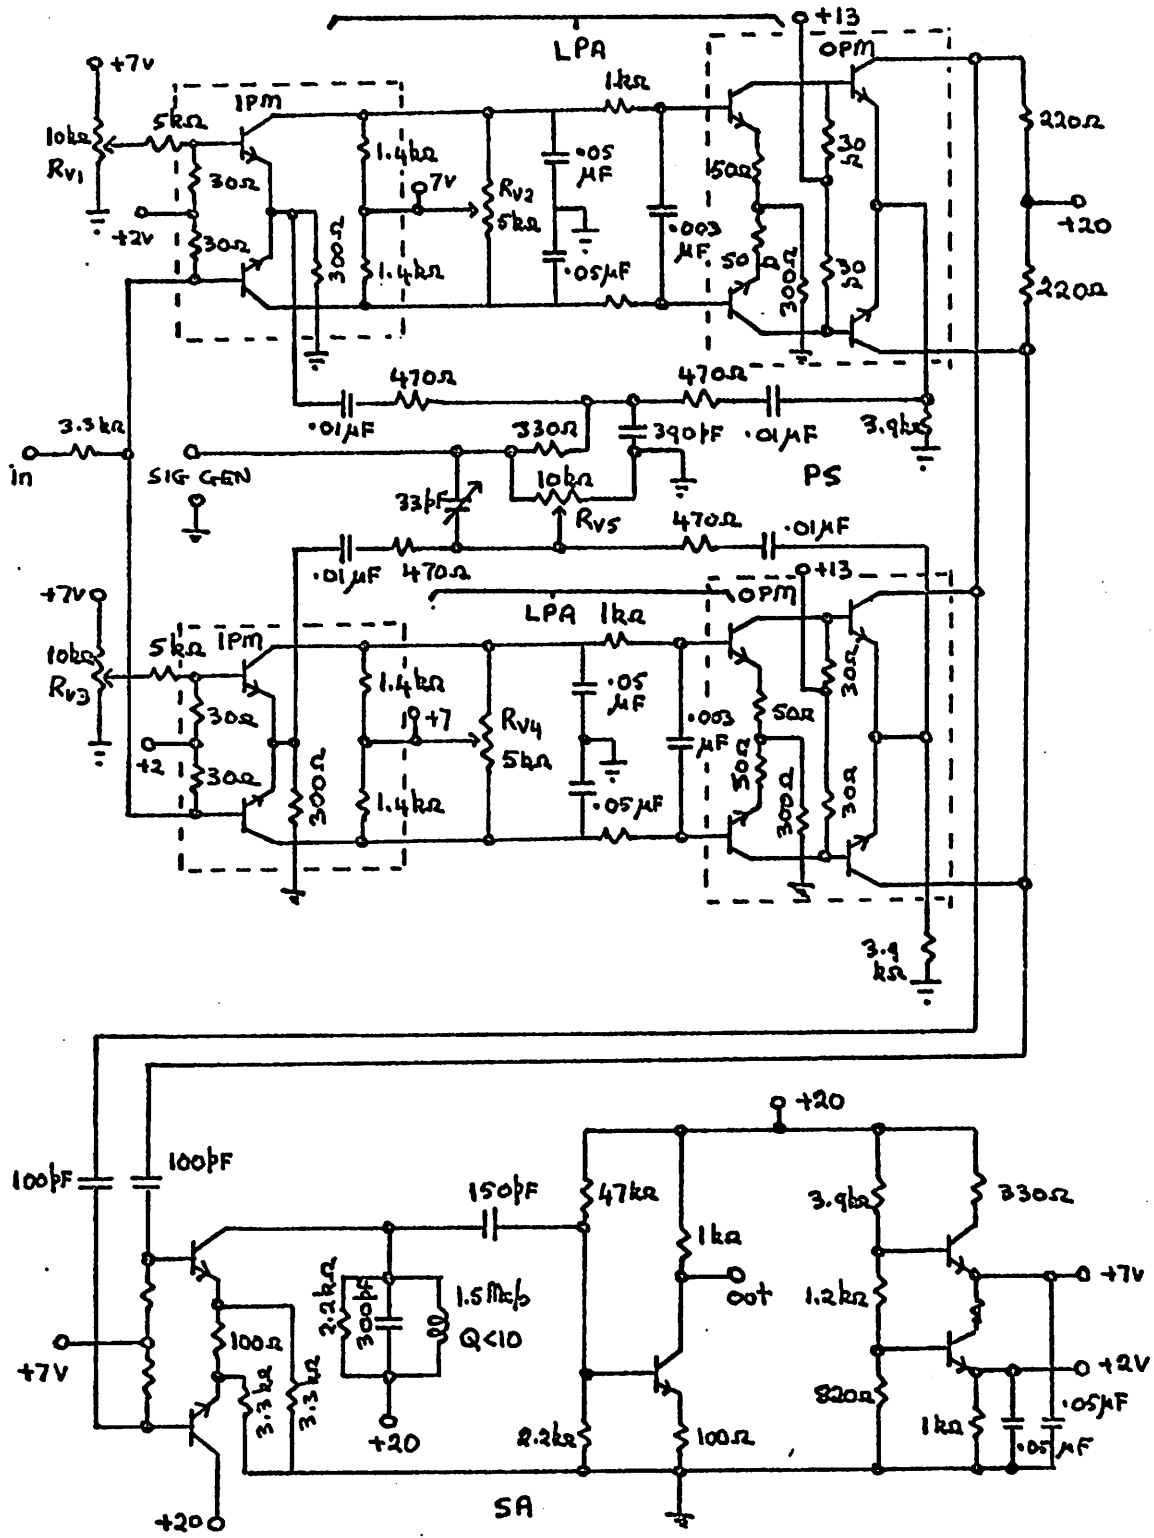 +13
LPA
OPM
+7v
1kΩ
IPM
5kΩ
10kΩ
RV1
220Ω
1.4kΩ
.05
μF
30Ω
150Ω
30
Ω
7v
RV2
5kΩ
+2v
+20
30Ω
300Ω
.003
μF
50
Ω
300Ω
30
Ω
1.4kΩ
.05μF
220Ω
470Ω
470Ω
3.3kΩ
.01μF
330Ω
390pF
.01μF
3.9kΩ
in
SIG GEN
10kΩ
PS
33pF
RV5
470Ω
.01μF
.01μF
470Ω
+13
+7v
LPA
1kΩ
OPM
IPM
5kΩ
10kΩ
RV3
1.4kΩ
.05
μF
30Ω
30Ω
+7
RV4
5kΩ
50Ω
.003
μF
+2
30Ω
300Ω
50Ω
300Ω
30Ω
1.4kΩ
.05μF
3.9
kΩ
+20
100pF
100pF
150pF
47kΩ
3.9kΩ
330Ω
1kΩ
2.2kΩ
300pF
1.5Mc/s
Q<10
out
1.2kΩ
+7v
100Ω
+7V
+2V
3.3kΩ
3.3kΩ
820Ω
.05μF
+20
2.2kΩ
100Ω
1kΩ
.05μF
SA
+20